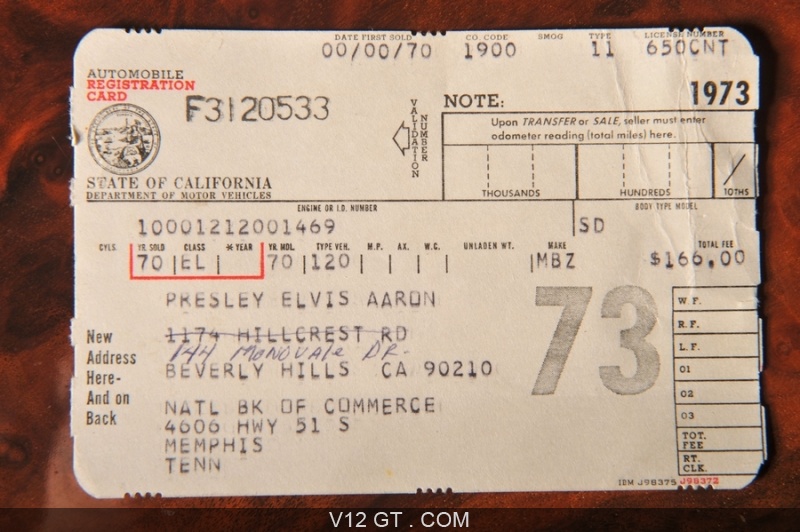 DATE FIRST SOLD CO. CODE SMOG TYPE LICENSE NUMBER
00/00/70 1900 11 650CNT
AUTOMOBILE
REGISTRATION
CARD
F3120533
VALIDATION
NUMBER
NOTE: 1973
Upon TRANSFER or SALE, seller must enter
odometer reading (total miles) here.
THOUSANDS HUNDREDS 10THS
STATE OF CALIFORNIA
DEPARTMENT OF MOTOR VEHICLES
ENGINE OR I.D. NUMBER BODY TYPE MODEL
10001212001469 SD
CYLS. YR. SOLD CLASS * YEAR YR. MDL. TYPE VEH. M.P. AX. W.C. UNLADEN WT. MAKE TOTAL FEE
70 EL 70 120 MBZ $166.00
PRESLEY ELVIS AARON
1174 HILLCREST RD
144 MONOVALE DR.
BEVERLY HILLS CA 90210
New
Address
Here-
And on
Back
NATL BK OF COMMERCE
4606 HWY 51 S
MEMPHIS
TENN
73
W.F.
R.F.
L.F.
01
02
03
TOT.
FEE
RT.
CLK.
IBM J98375 J98372
V12 GT . COM